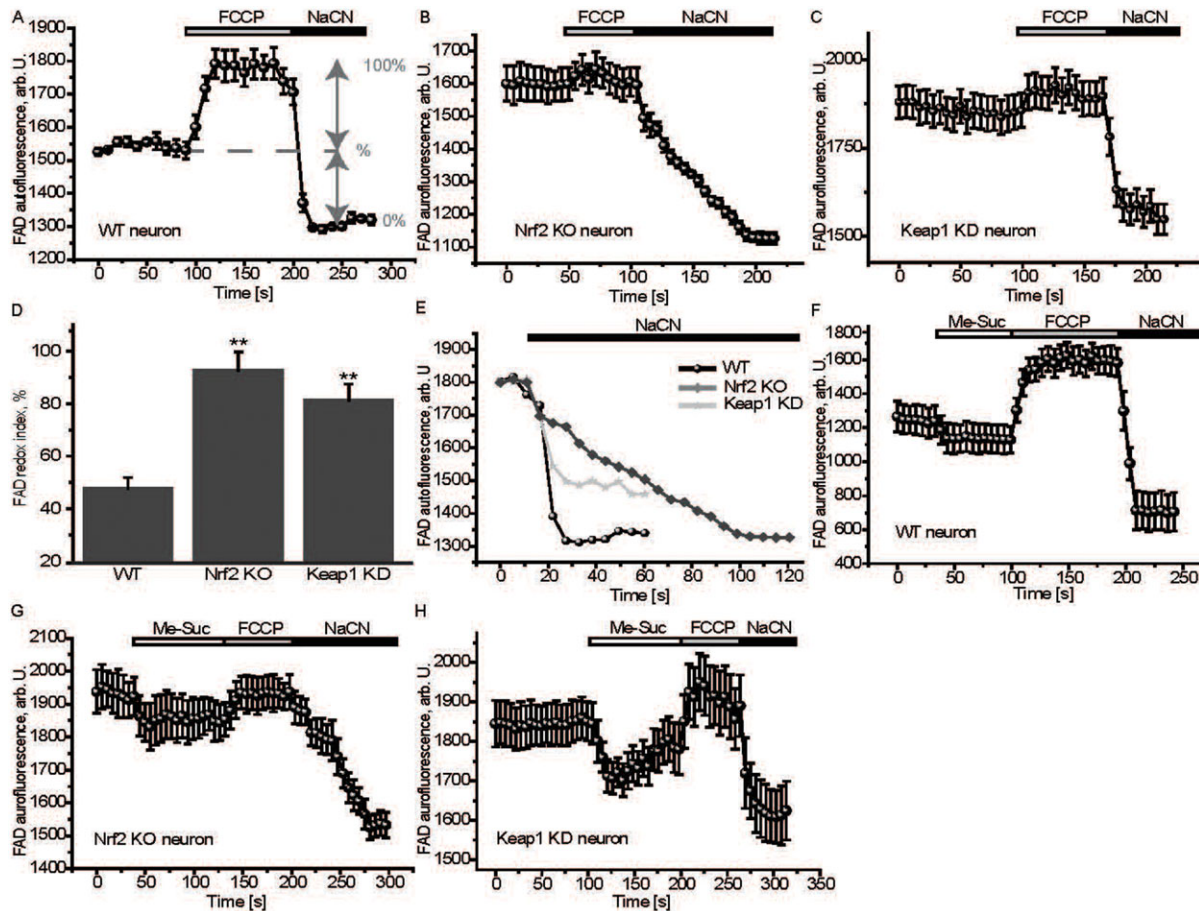 A
FCCP NaCN
1900
1800
1700
1600
1500
1400
1300
1200
100%
%
0%
WT neuron
0 50 100 150 200 250 300
Time [s]
FAD autofluorescence, arb. U.
B
FCCP NaCN
1700
1600
1500
1400
1300
1200
1100
Nrf2 KO neuron
0 50 100 150 200
Time [s]
FAD aurofluorescence, arb. U.
C
FCCP NaCN
2000
1750
1500
Keap1 KD neuron
0 50 100 150 200
Time [s]
FAD aurofluorescence, arb. U.
D
100
80
60
40
20
** **
WT Nrf2 KO Keap1 KD
FAD redox index, %
E
NaCN
1900
1800
1700
1600
1500
1400
1300
WT
Nrf2 KO
Keap1 KD
0 20 40 60 80 100 120
Time [s]
FAD autofluorescence, arb. U
F
Me-Suc FCCP NaCN
1800
1600
1400
1200
1000
800
600
400
WT neuron
0 50 100 150 200 250
Time [s]
FAD aurofluorescence, arb. U.
G
Me-Suc FCCP NaCN
2100
2000
1900
1800
1700
1600
1500
1400
Nrf2 KO neuron
0 50 100 150 200 250 300
Time [s]
FAD aurofluorescence, arb. U.
H
Me-Suc FCCP NaCN
2000
1900
1800
1700
1600
1500
Keap1 KD neuron
0 50 100 150 200 250 300 350
Time [s]
FAD aurofluorescence, arb. U.